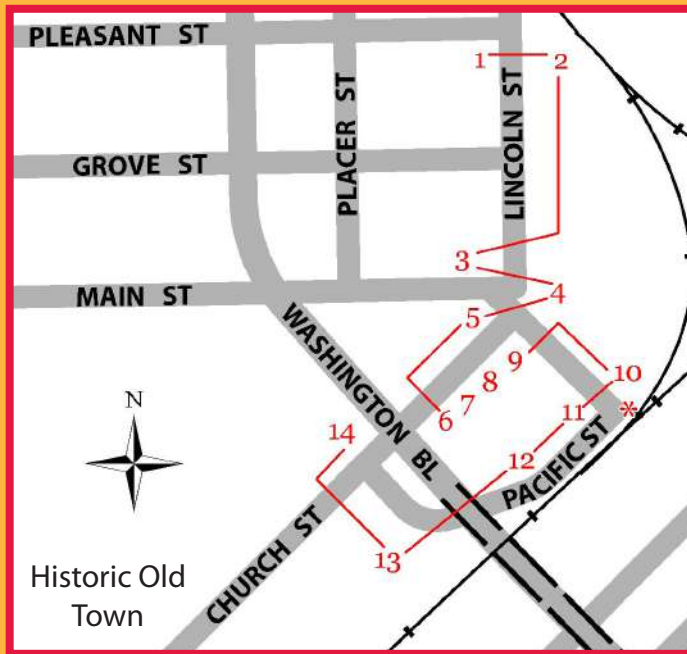 PLEASANT ST
1
2
PLACER ST
LINCOLN ST
GROVE ST
3
4
MAIN ST
WASHINGTON BL
5
9
10
8
7
6
11
*
N
14
12
PACIFIC ST
13
CHURCH ST
Historic Old
Town